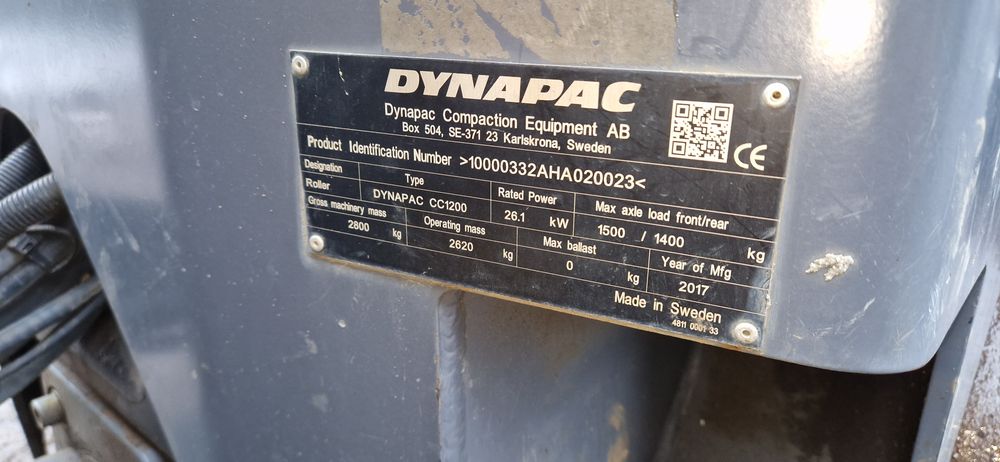 DYNAPAC
Dynapac Compaction Equipment AB
Box 504, SE-371 23 Karlskrona, Sweden
CE
Product Identification Number >10000332AHA020023<
Designation Type Rated Power Max axle load front/rear
Roller DYNAPAC CC1200 26.1 kW 1500 / 1400 kg
Gross machinery mass Operating mass Max ballast Year of Mfg
2800 kg 2620 kg 0 kg 2017
Made in Sweden
4811 0001 33